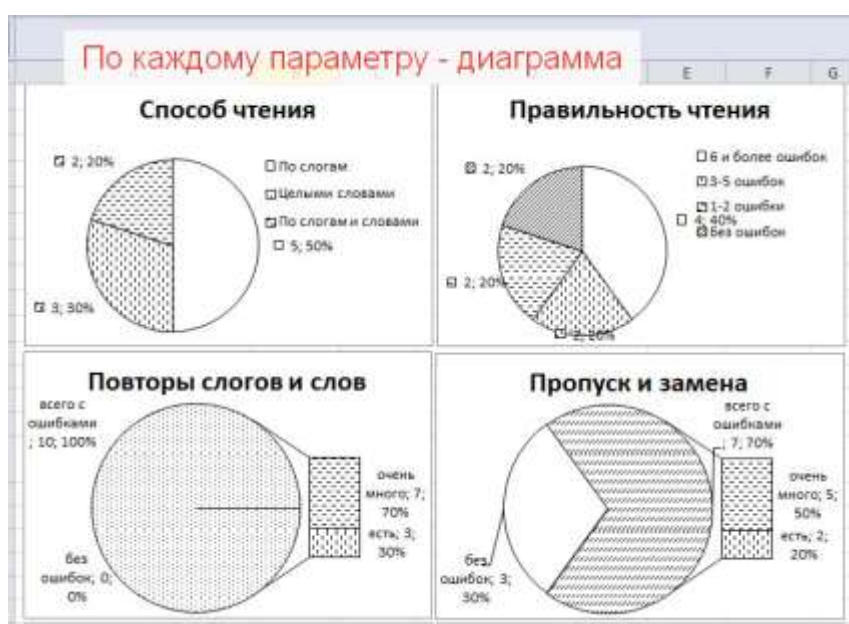 По каждому параметру - диаграмма
E F G
Способ чтения
2; 20%
По слогам
Целыми словами
По слогам и словами
5; 50%
3; 30%
Правильность чтения
2; 20%
6 и более ошибок
3-5 ошибок
1-2 ошибки
4; 40%
Без ошибок
2; 20%
2; 20%
Повторы слогов и слов
всего с
ошибками
; 10; 100%
очень
много; 7;
70%
есть; 3;
30%
без
ошибок; 0;
0%
Пропуск и замена
всего с
ошибками
; 7; 70%
очень
много; 5;
50%
есть; 2;
20%
без
ошибок; 3;
30%